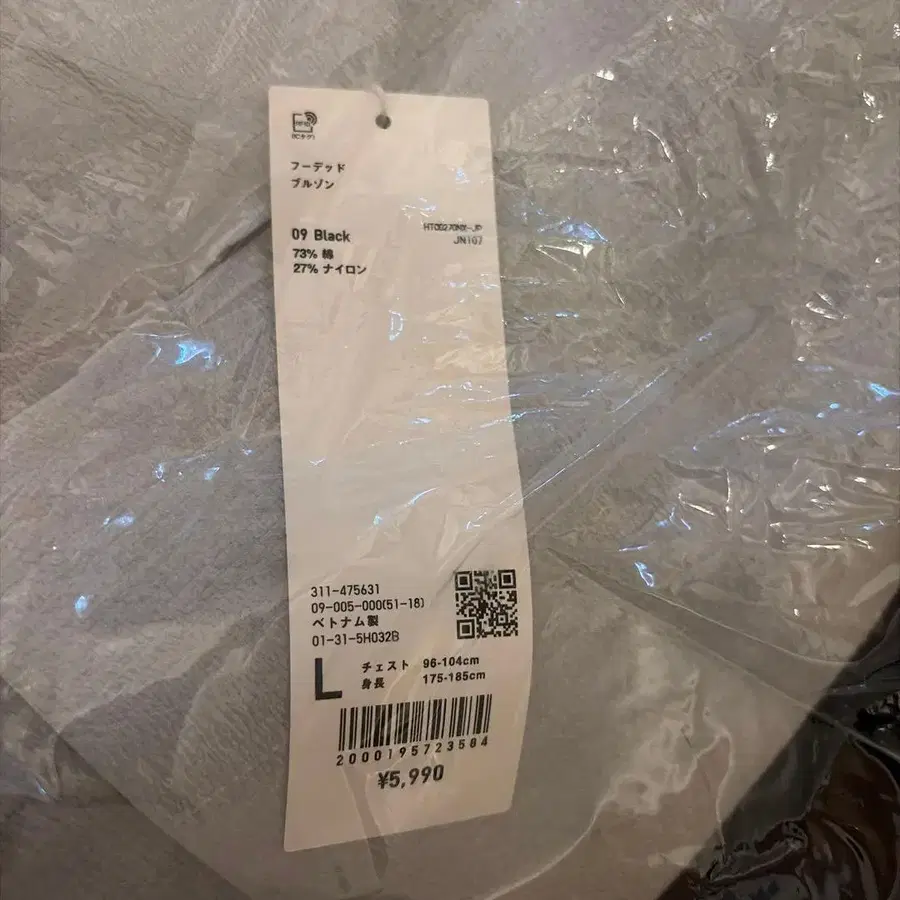 RFID
ICタグ
フーデッド
ブルゾン
09 Black
HT00270MX-JP
JN107
73% 綿
27% ナイロン
311-475631
09-005-000(51-18)
ベトナム製
01-31-5H032B
L
チェスト 96-104cm
身長 175-185cm
2000195723584
¥5,990